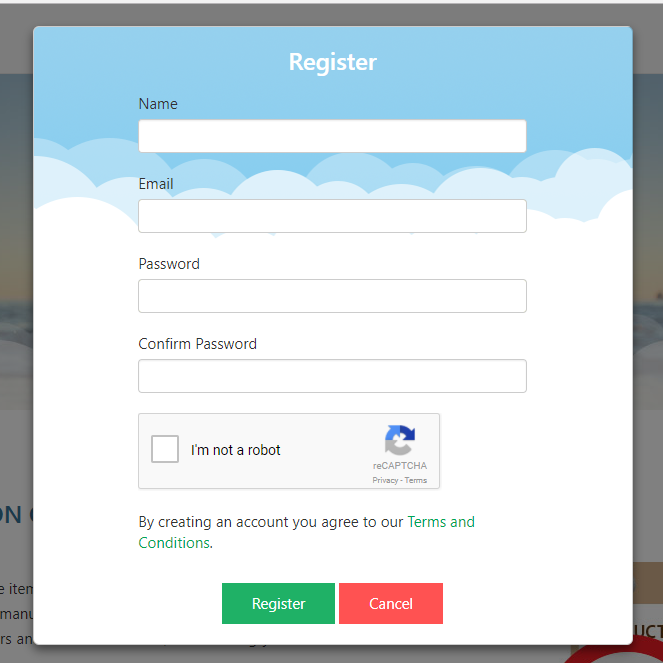 Register
Name
Email
Password
Confirm Password
I'm not a robot
reCAPTCHA
Privacy - Terms
By creating an account you agree to our Terms and
Conditions.
Register
Cancel